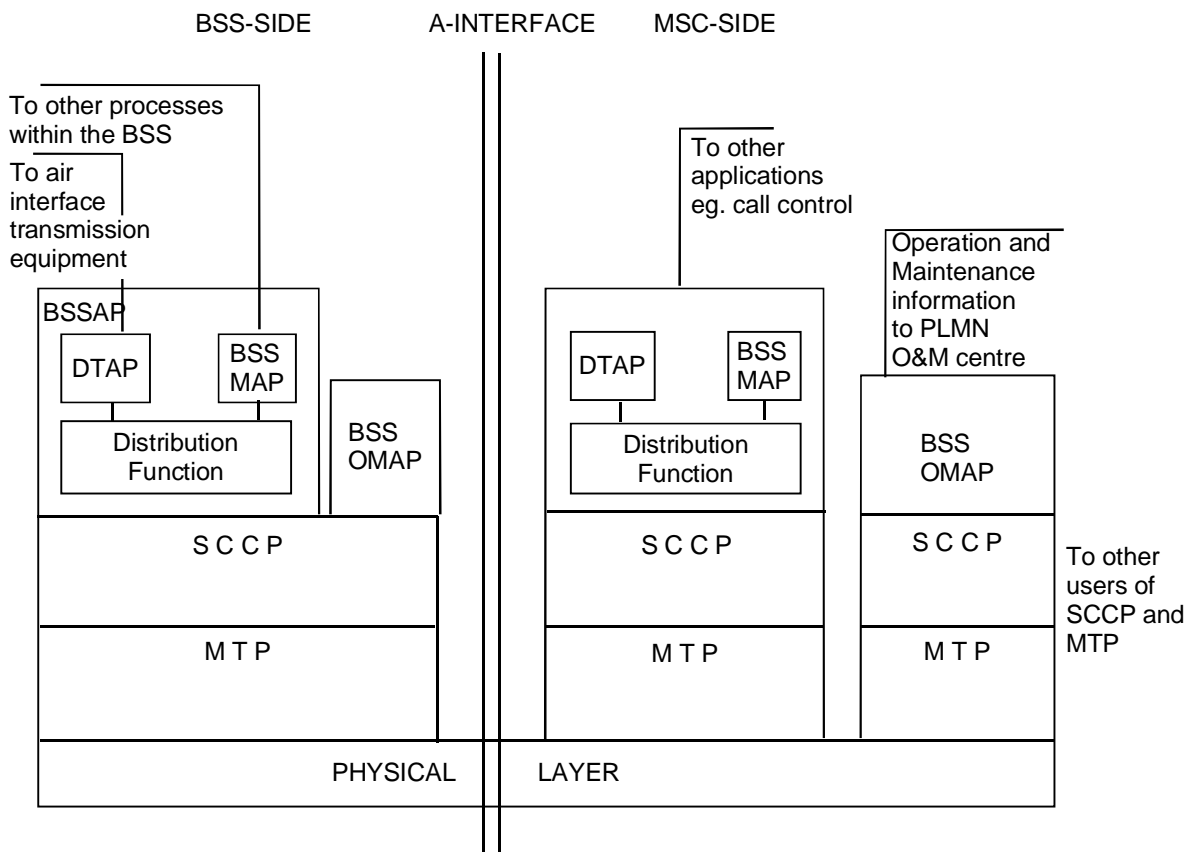 BSS-SIDE
A-INTERFACE
MSC-SIDE
To other processes
within the BSS
To air
interface
transmission
equipment
To other
applications
eg. call control
Operation and
Maintenance
information
to PLMN
O&M centre
BSSAP
DTAP
BSS
MAP
Distribution
Function
BSS
OMAP
DTAP
BSS
MAP
Distribution
Function
BSS
OMAP
S C C P
S C C P
S C C P
To other
users of
SCCP and
MTP
M T P
M T P
M T P
PHYSICAL
LAYER